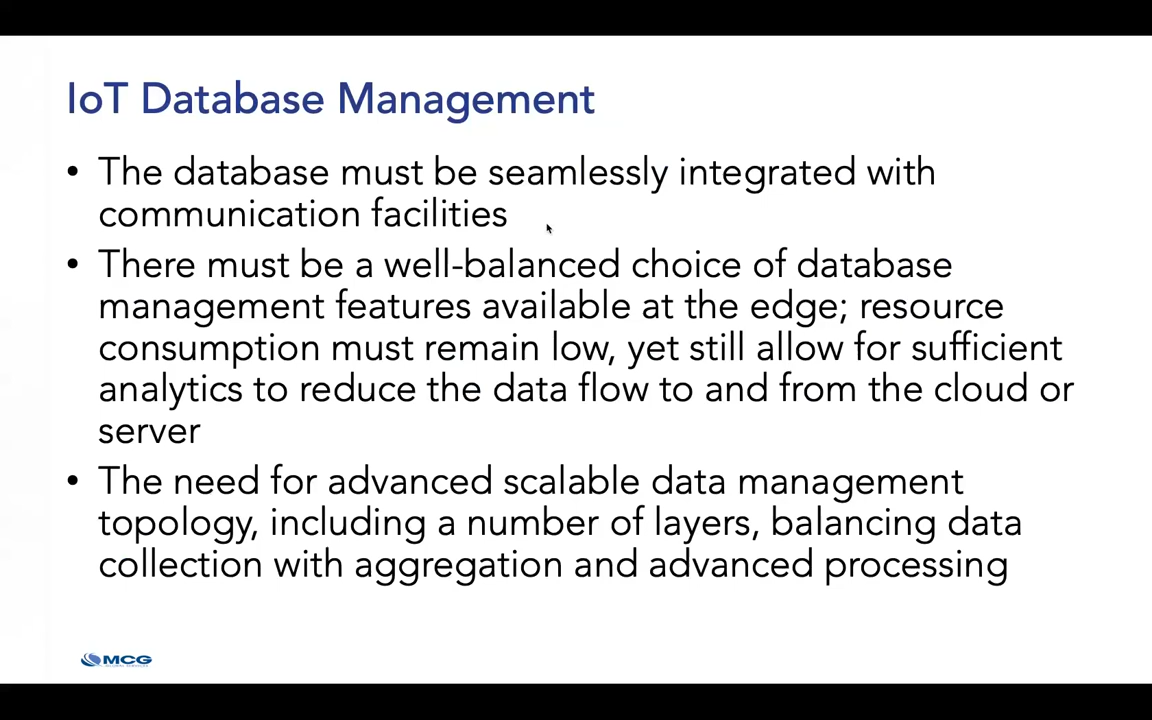 IoT Database Management
• The database must be seamlessly integrated with
communication facilities
• There must be a well-balanced choice of database
management features available at the edge; resource
consumption must remain low, yet still allow for sufficient
analytics to reduce the data flow to and from the cloud or
server
• The need for advanced scalable data management
topology, including a number of layers, balancing data
collection with aggregation and advanced processing
MCG